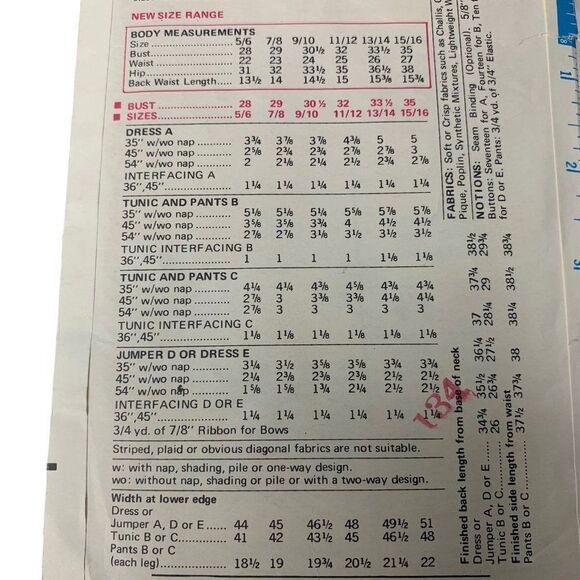 NEW SIZE RANGE
BODY MEASUREMENTS
Size 5/6 7/8 9/10 11/12 13/14 15/16
Bust 28 29 30½ 32 33½ 35
Waist 22 23 24 25 26 27
Hip 31 32 33½ 35 36½ 38
Back Waist Length 13½ 14 14½ 15 15⅜ 15¾
■ BUST 28 29 30 ½ 32 33 ½ 35
■ SIZES 5/6 7/8 9/10 11/12 13/14 15/16
DRESS A
35" w/wo nap 3¾ 3⅞ 3⅞ 4⅜ 5 5
45" w/wo nap 2⅝ 2¾ 2¾ 2⅞ 2⅞ 3
54" w/wo nap 2 2⅛ 2¼ 2½ 2¾ 2⅞
INTERFACING A
36",45" 1¼ 1¼ 1¼ 1¼ 1¼ 1¼
TUNIC AND PANTS B
35" w/wo nap 5⅛ 5⅛ 5¼ 5⅝ 5⅞ 5⅞
45" w/wo nap 3⅝ 3⅝ 3¾ 4 4½ 4½
54" w/wo nap 2⅞ 2⅞ 3⅛ 3½ 3½ 3½
TUNIC INTERFACING B
36",45" 1 1 1 1 1 1⅛
TUNIC AND PANTS C
35" w/wo nap 4¼ 4¼ 4⅜ 4⅝ 4¾ 4¾
45" w/wo nap 2⅞ 3 3⅜ 3⅜ 4⅛ 4¼
54" w/wo nap 2⅞ 3 3 3 3 3
TUNIC INTERFACING C
36",45" 1⅛ 1⅛ 1⅛ 1⅛ 1⅛ 1⅛
JUMPER D OR DRESS E
35" w/wo nap 3¼ 3½ 3⅝ 3⅝ 3¾ 3¾
45" w/wo nap 2¼ 2⅜ 2⅜ 2⅜ 2½ 2½
54" w/wo nap 1⅝ 1⅝ 1¾ 2¼ 2½ 2½
INTERFACING D OR E
36",45" 1¼ 1¼ 1¼ 1¼ 1¼ 1¼
3/4 yd. of 7/8" Ribbon for Bows
Striped, plaid or obvious diagonal fabrics are not suitable.
w: with nap, shading, pile or one-way design.
wo: without nap, shading or pile or with a two-way design.
Width at lower edge
Dress or
Jumper A, D or E 44 45 46½ 48 49½ 51
Tunic B or C 41 42 43½ 45 46½ 48
Pants B or C
(each leg) 18½ 19 19¾ 20½ 21¼ 22
134
FABRICS: Soft or Crisp fabrics such as Challis,
Pique, Poplin, Synthetic Mixtures, Lightweight
NOTIONS: Seam Binding (Optional). 5/8"
Buttons: Seventeen for A, Fourteen for B, Ten
for D or E. Pants: 3/4 yd. of 3/4" Elastic.
Finished back length from base of neck
Dress or
Jumper A, D or E 34¾ 35½ 36¼ 37 37¾ 38½
Tunic B or C 26 26¾ 27½ 28¼ 29 29¾
Finished side length from waist
Pants B or C 37½ 37¾ 38 38¼ 38½ 38¾